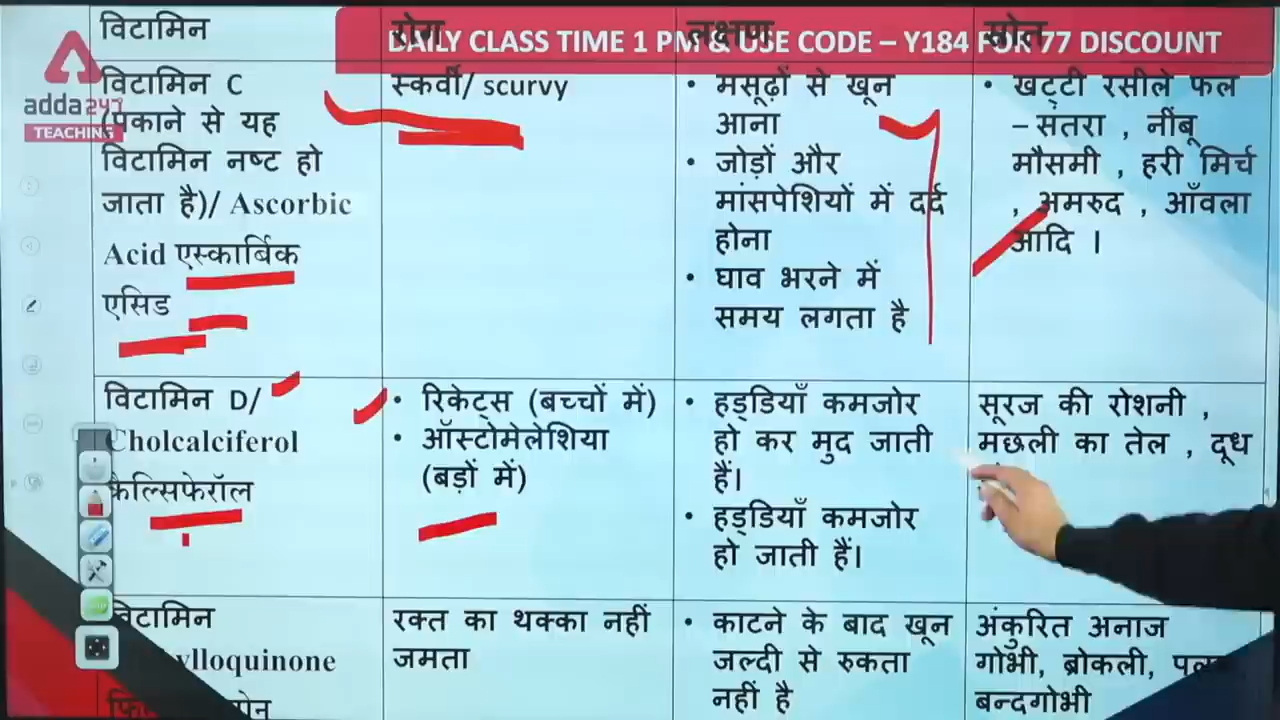 विटामिन
रोग
लक्षण
स्रोत
DAILY CLASS TIME 1 PM & USE CODE – Y184 FOR 77 DISCOUNT
adda247
TEACHING
विटामिन C
(पकाने से यह
विटामिन नष्ट हो
जाता है)/ Ascorbic
Acid एस्कार्बिक
एसिड
स्कर्वी/ scurvy
• मसूढ़ों से खून
आना
• जोड़ों और
मांसपेशियों में दर्द
होना
• घाव भरने में
समय लगता है
• खट्टी रसीले फल
– संतरा , नींबू
मौसमी , हरी मिर्च
, अमरुद , आँवला
आदि ।
विटामिन D/
Cholcalciferol
कैल्सिफेरॉल
• रिकेट्स (बच्चों में)
• ऑस्टोमेलेशिया
(बड़ों में)
• हड्डियाँ कमजोर
हो कर मुद जाती
हैं।
• हड्डियाँ कमजोर
हो जाती हैं।
सूरज की रोशनी ,
मछली का तेल , दूध
विटामिन
ylloquinone
रक्त का थक्का नहीं
जमता
• काटने के बाद खून
जल्दी से रुकता
नहीं है
अंकुरित अनाज
गोभी, ब्रोकली,
बन्दगोभी